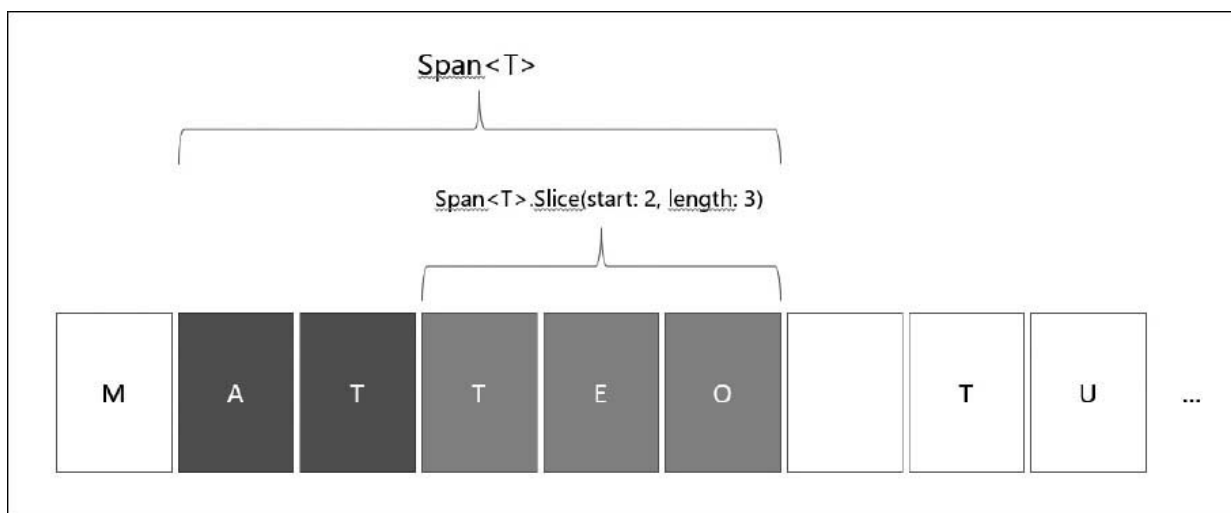 Span<T>
Span<T>.Slice(start: 2, length: 3)
M A T T E O T U ...